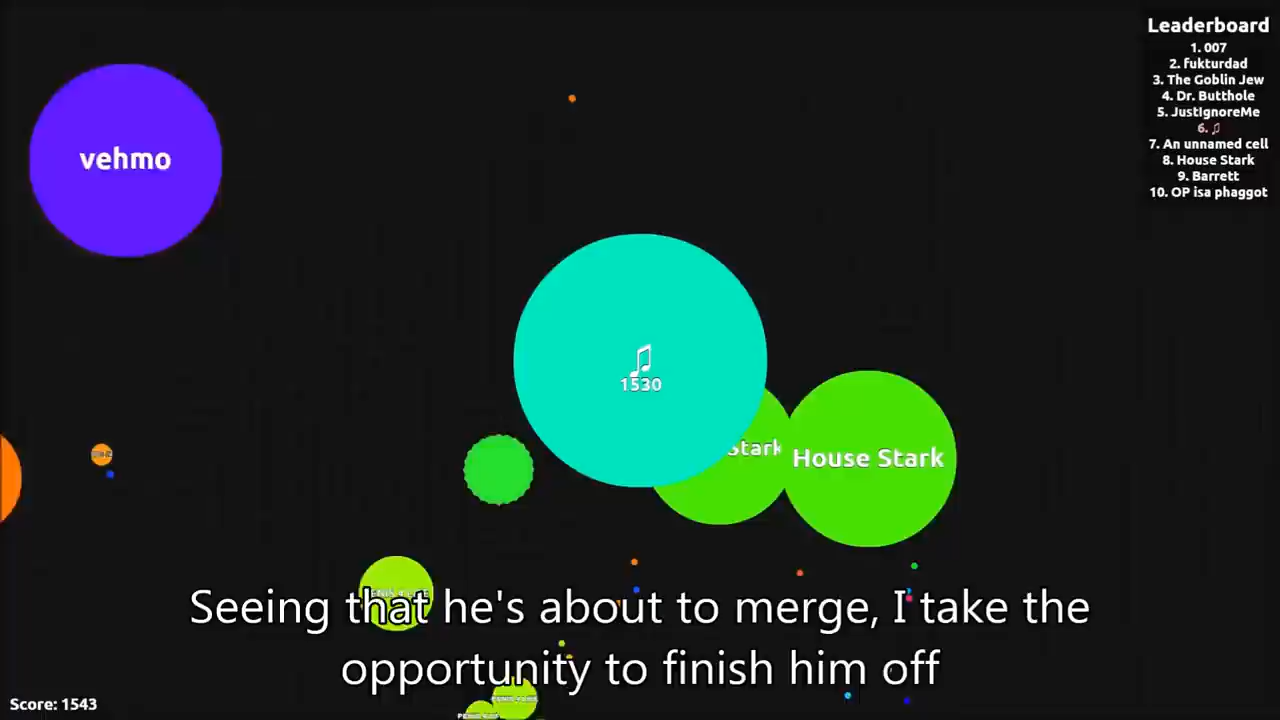 Leaderboard
1. 007
2. fukturdad
3. The Goblin Jew
4. Dr. Butthole
5. JustIgnoreMe
6. ♫
7. An unnamed cell
8. House Stark
9. Barrett
10. OP isa phaggot
vehmo
♫
1530
Stark
House Stark
Seeing that he's about to merge, I take the
opportunity to finish him off
Score: 1543